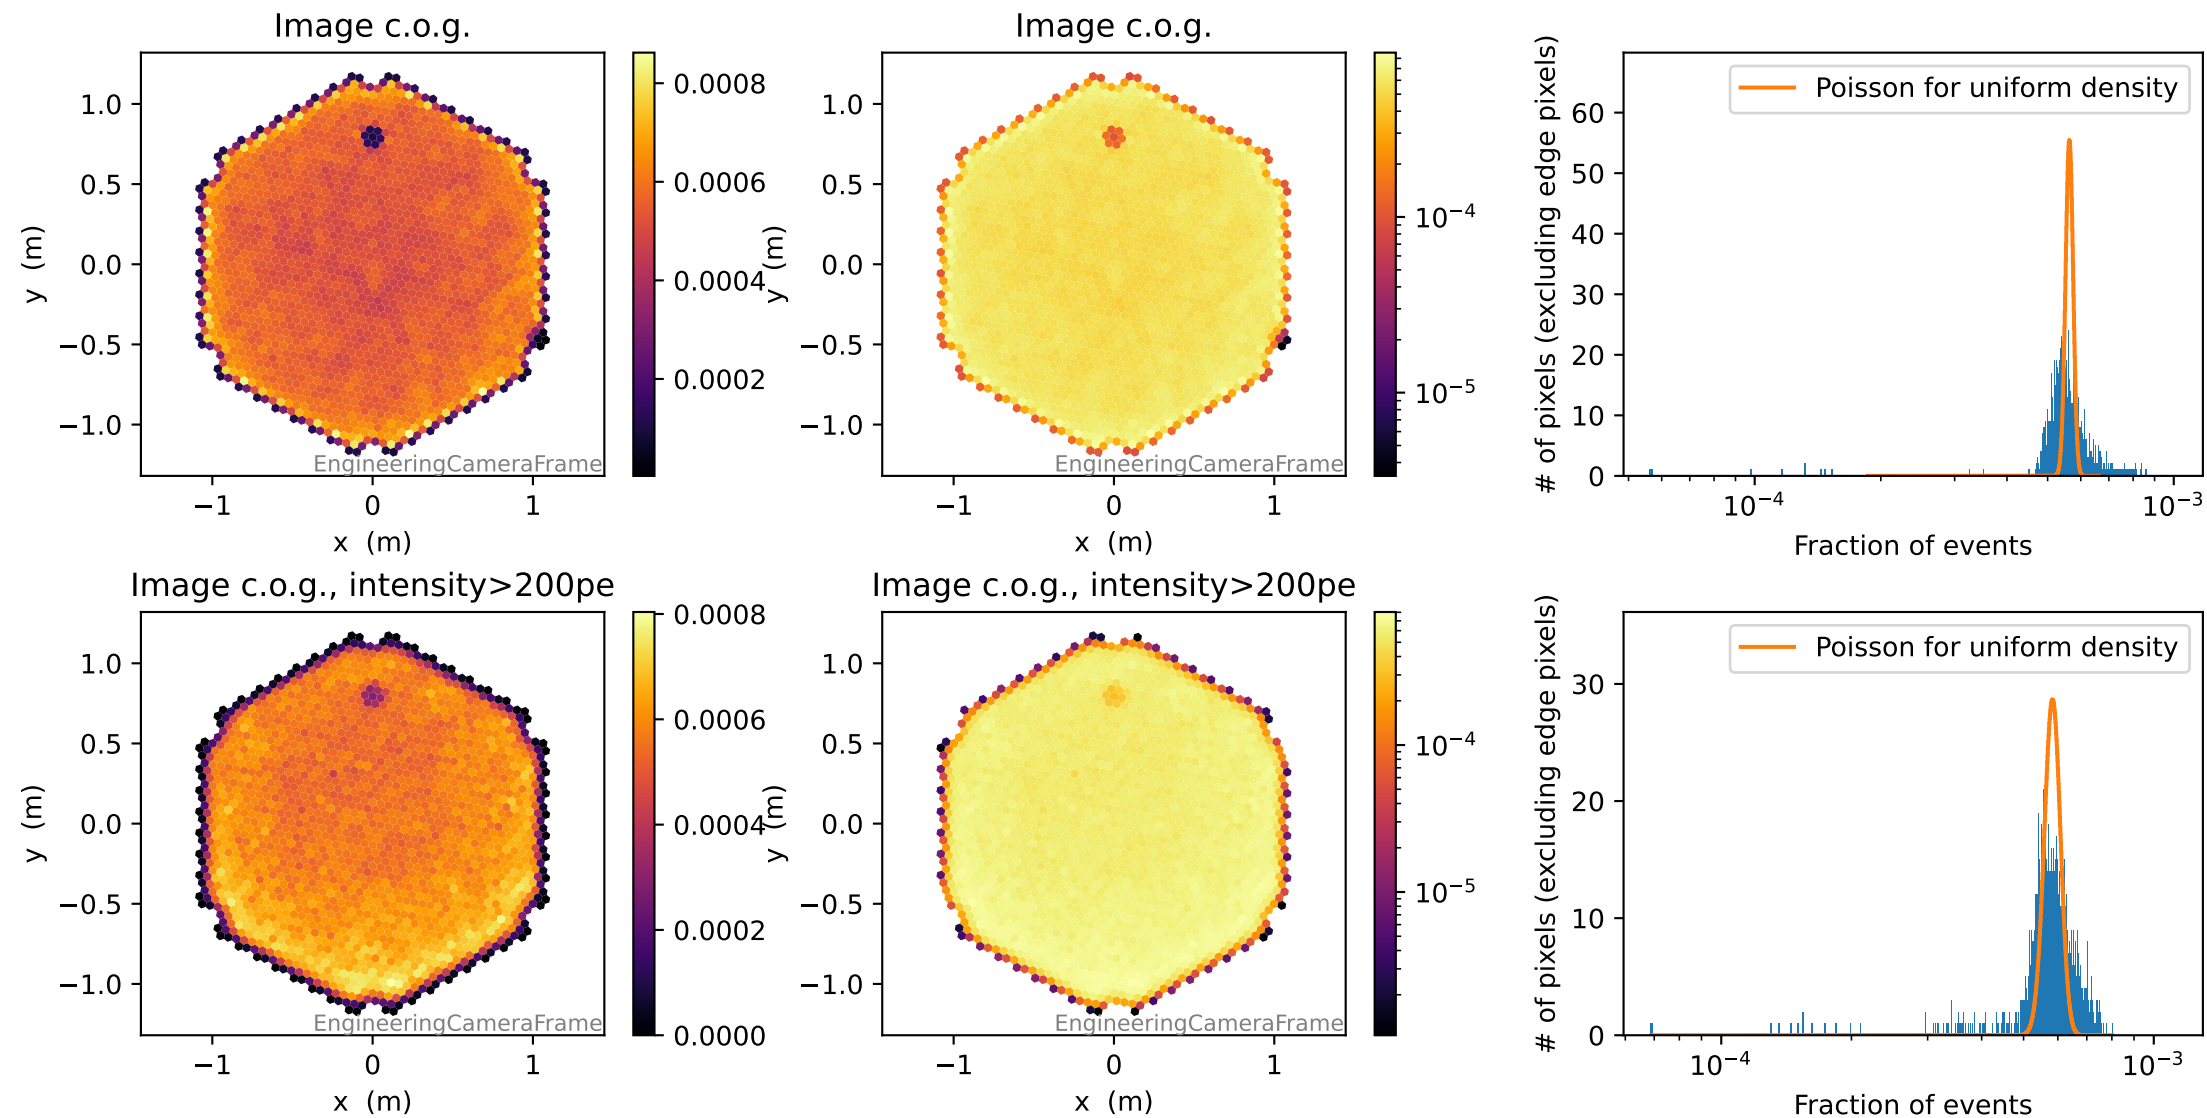 Image c.o.g.
1.0
0.5
0.0
−0.5
−1.0
y (m)
−1
0
1
x (m)
EngineeringCameraFrame
0.0008
0.0006
0.0004
0.0002
Image c.o.g.
1.0
0.5
0.0
−0.5
−1.0
y (m)
−1
0
1
x (m)
EngineeringCameraFrame
10⁻⁴
10⁻⁵
# of pixels (excluding edge pixels)
60
50
40
30
20
10
0
Poisson for uniform density
10⁻⁴
10⁻³
Fraction of events
Image c.o.g., intensity>200pe
1.0
0.5
0.0
−0.5
−1.0
y (m)
−1
0
1
x (m)
EngineeringCameraFrame
0.0008
0.0006
0.0004
0.0002
0.0000
Image c.o.g., intensity>200pe
1.0
0.5
0.0
−0.5
−1.0
y (m)
−1
0
1
x (m)
EngineeringCameraFrame
10⁻⁴
10⁻⁵
# of pixels (excluding edge pixels)
30
20
10
0
Poisson for uniform density
10⁻⁴
10⁻³
Fraction of events